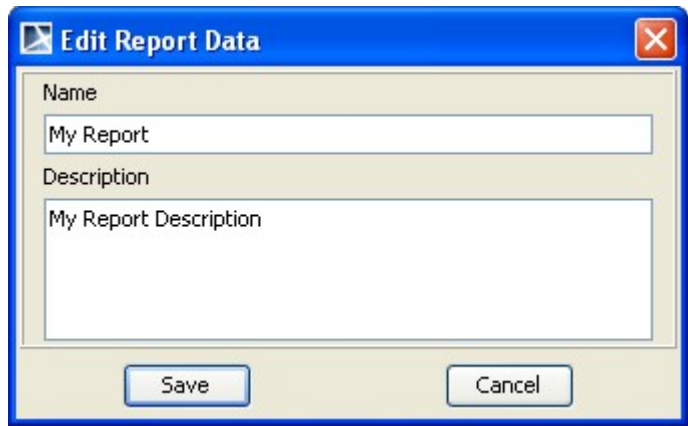 Edit Report Data
Name
My Report
Description
My Report Description
Save Cancel